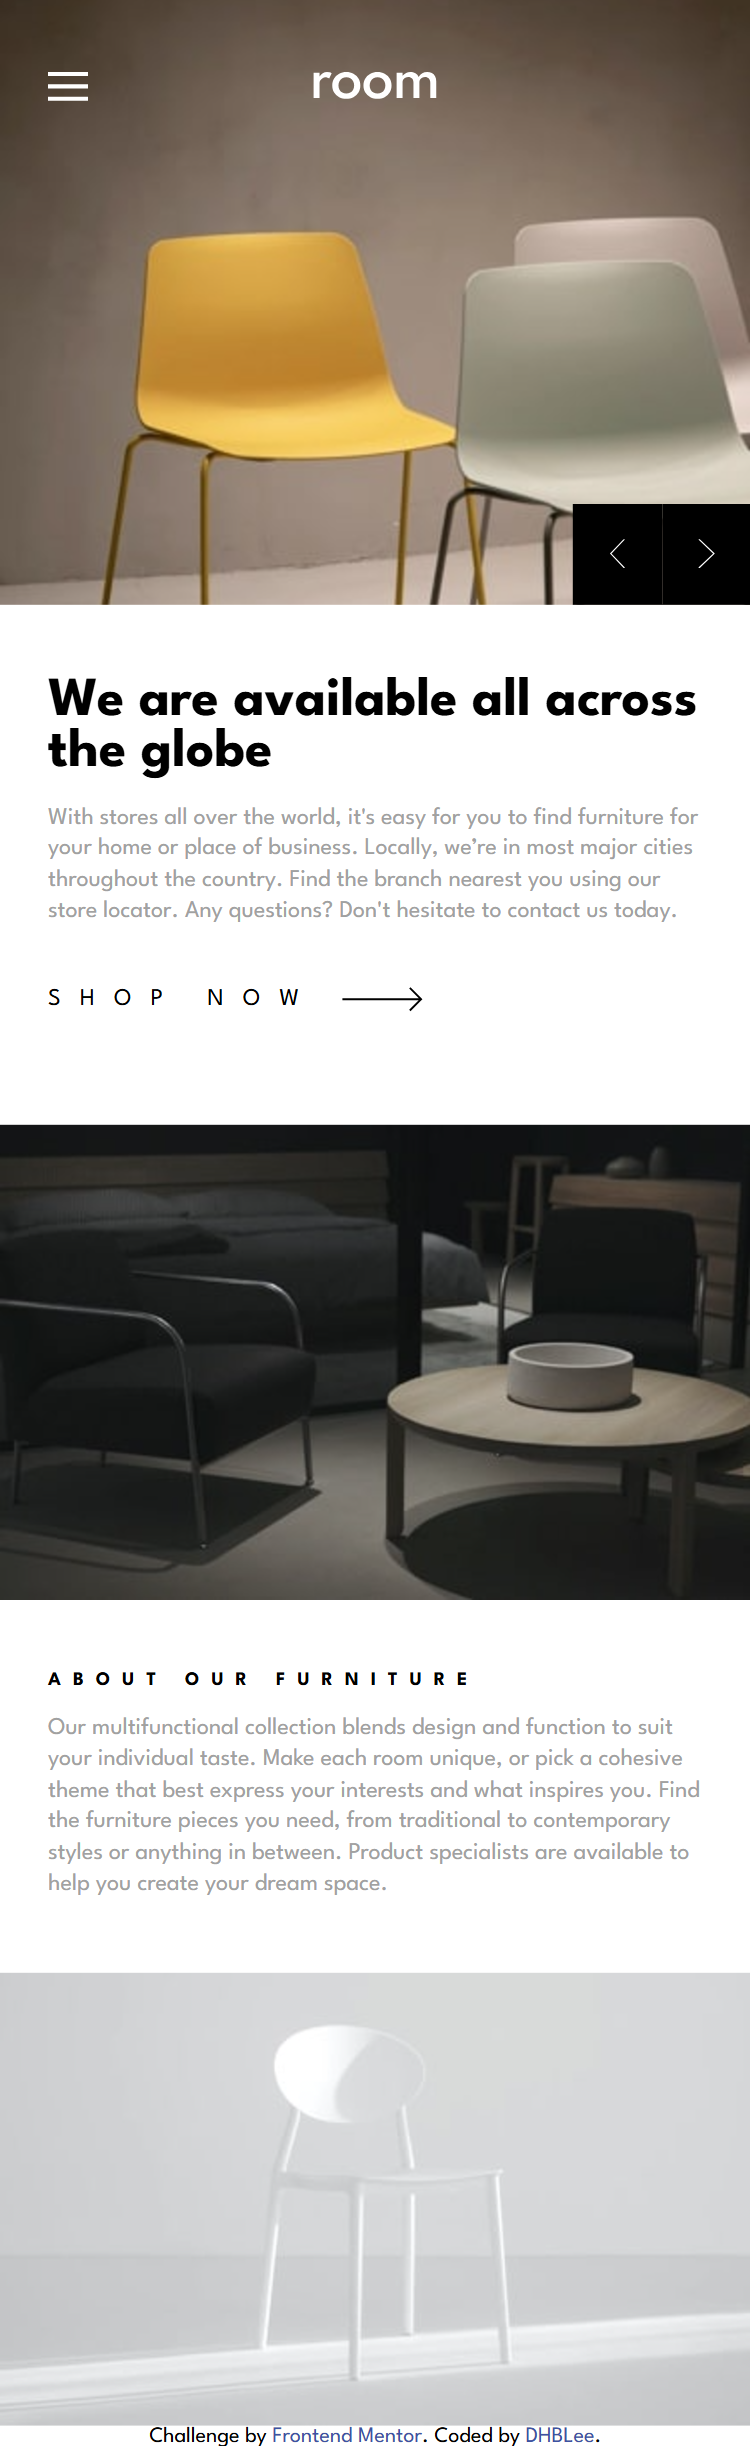 room
We are available all across
the globe
With stores all over the world, it's easy for you to find furniture for
your home or place of business. Locally, we’re in most major cities
throughout the country. Find the branch nearest you using our
store locator. Any questions? Don't hesitate to contact us today.
SHOP NOW
ABOUT OUR FURNITURE
Our multifunctional collection blends design and function to suit
your individual taste. Make each room unique, or pick a cohesive
theme that best express your interests and what inspires you. Find
the furniture pieces you need, from traditional to contemporary
styles or anything in between. Product specialists are available to
help you create your dream space.
Challenge by Frontend Mentor. Coded by DHBLee.